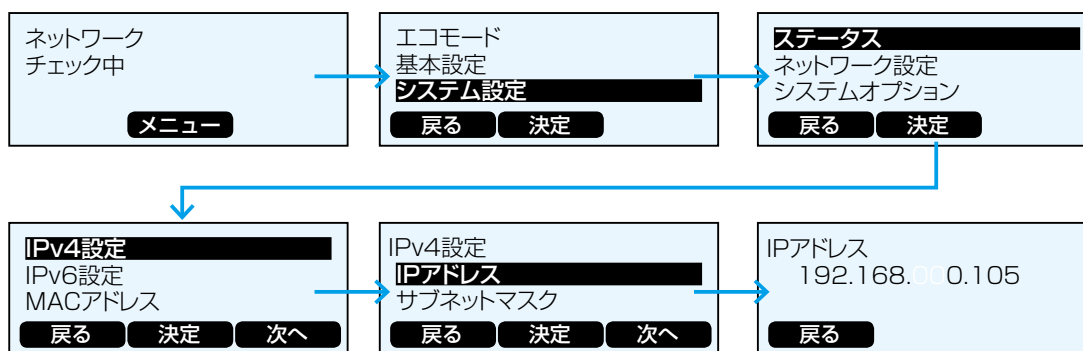 ネットワーク
チェック中
メニュー
エコモード
基本設定
システム設定
戻る 決定
ステータス
ネットワーク設定
システムオプション
戻る 決定
IPv4設定
IPv6設定
MACアドレス
戻る 決定 次へ
IPv4設定
IPアドレス
サブネットマスク
戻る 決定 次へ
IPアドレス
192.168.000.105
戻る